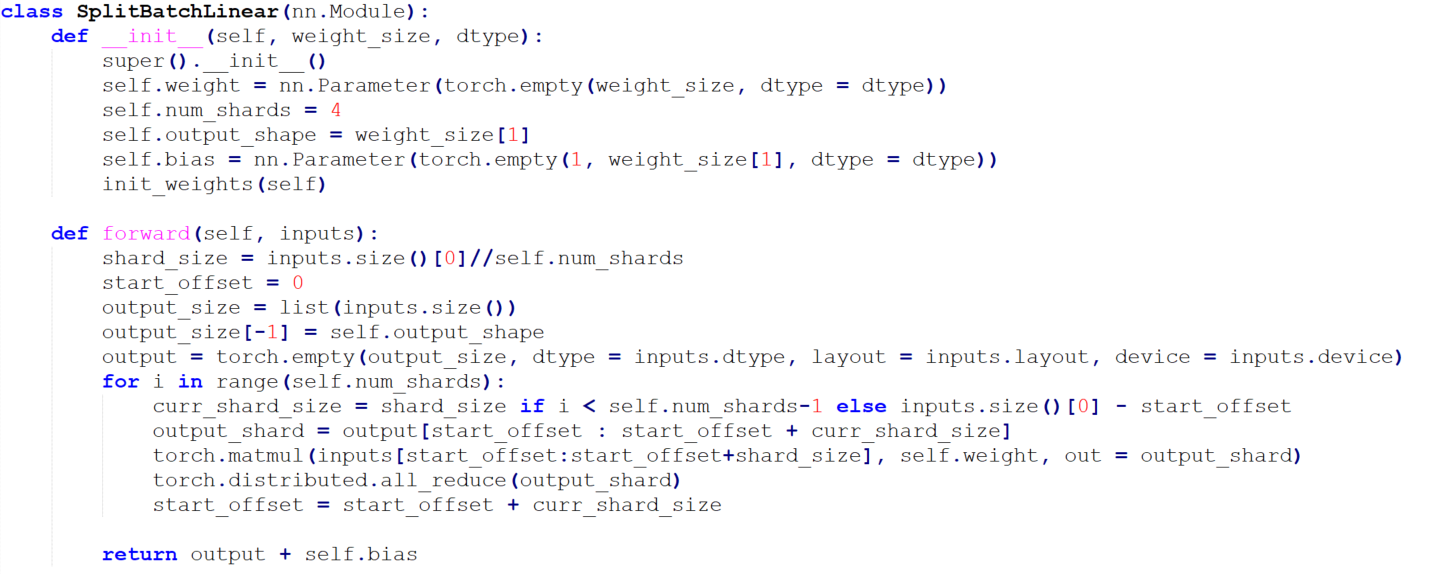 class SplitBatchLinear(nn.Module):
    def __init__(self, weight_size, dtype):
        super().__init__()
        self.weight = nn.Parameter(torch.empty(weight_size, dtype = dtype))
        self.num_shards = 4
        self.output_shape = weight_size[1]
        self.bias = nn.Parameter(torch.empty(1, weight_size[1], dtype = dtype))
        init_weights(self)

    def forward(self, inputs):
        shard_size = inputs.size()[0]//self.num_shards
        start_offset = 0
        output_size = list(inputs.size())
        output_size[-1] = self.output_shape
        output = torch.empty(output_size, dtype = inputs.dtype, layout = inputs.layout, device = inputs.device)
        for i in range(self.num_shards):
            curr_shard_size = shard_size if i < self.num_shards-1 else inputs.size()[0] - start_offset
            output_shard = output[start_offset : start_offset + curr_shard_size]
            torch.matmul(inputs[start_offset:start_offset+shard_size], self.weight, out = output_shard)
            torch.distributed.all_reduce(output_shard)
            start_offset = start_offset + curr_shard_size

        return output + self.bias